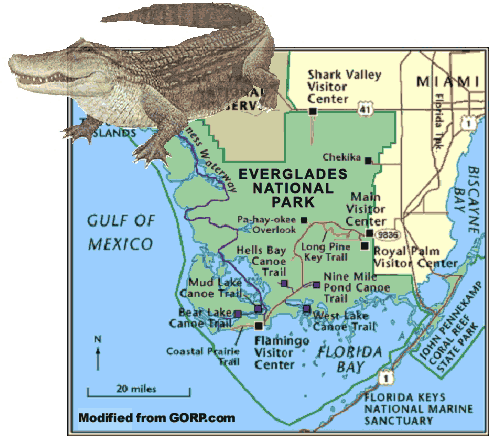 NAL
SERV
Shark Valley
Visitor
Center
MIAMI
41
Florida Tpk.
1
ISLANDS
ness Waterway
Chekika
EVERGLADES
NATIONAL
PARK
BISCAYNE
BAY
Main
Visitor
Center
GULF OF
MEXICO
Pa-hay-okee
Overlook
9336
Hells Bay
Canoe
Trail
Long Pine
Key Trail
Royal Palm
Visitor Center
Mud Lake
Canoe Trail
Nine Mile
Pond Canoe
Trail
Bear Lake
Canoe Trail
West Lake
Canoe Trail
JOHN PENNEKAMP
CORAL REEF
STATE PARK
Coastal Prairie
Trail
Flamingo
Visitor
Center
FLORIDA
BAY
N
20 miles
1
FLORIDA KEYS
NATIONAL MARINE
SANCTUARY
Modified from GORP.com